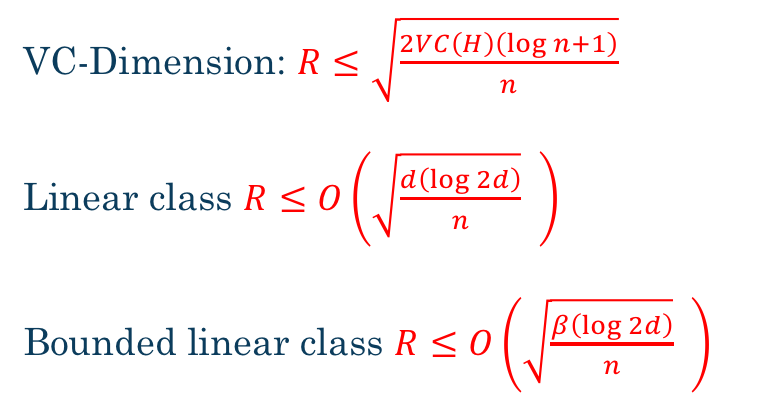 VC-Dimension: R ≤ √(2VC(H)(log n+1)/n)
Linear class R ≤ O(√(d(log 2d)/n))
Bounded linear class R ≤ O(√(β(log 2d)/n))